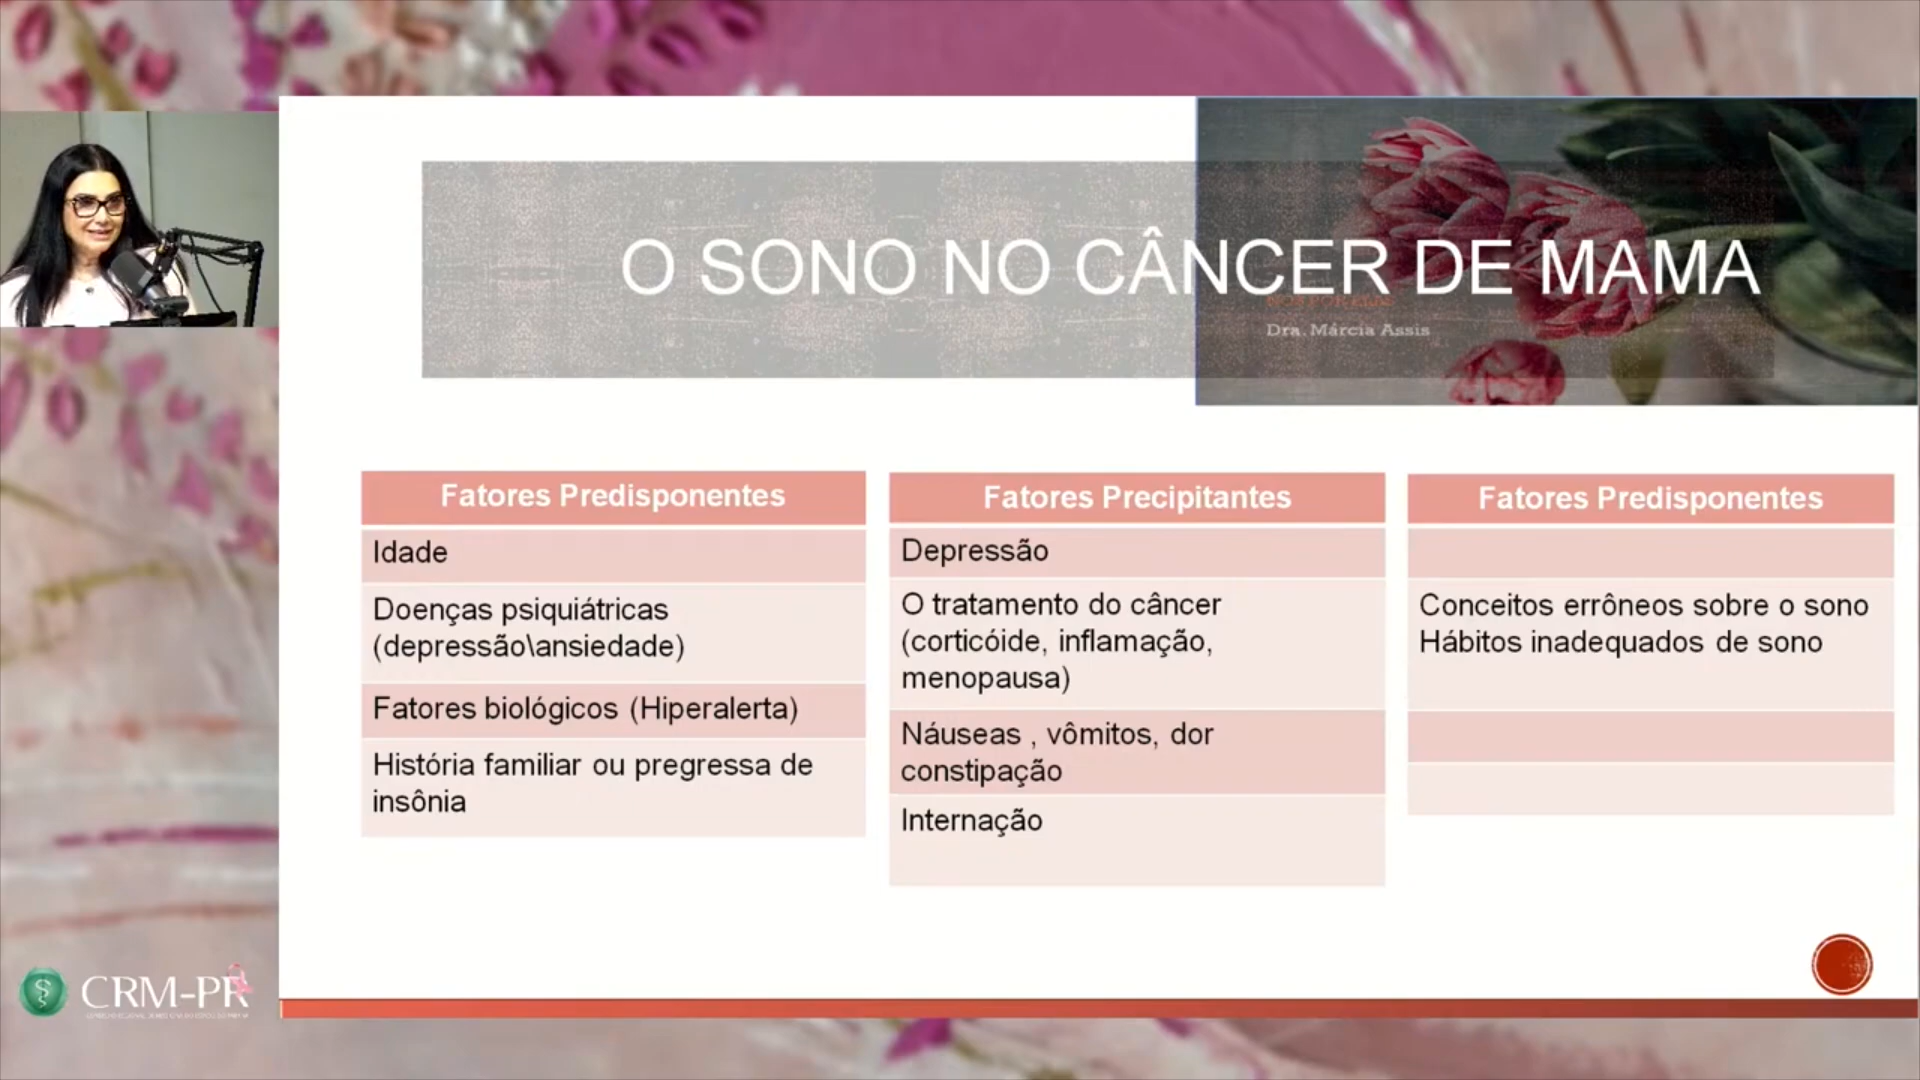 O SONO NO CÂNCER DE MAMA
Dra. Márcia Assis
Fatores Predisponentes
Idade
Doenças psiquiátricas
(depressão\ansiedade)
Fatores biológicos (Hiperalerta)
História familiar ou pregressa de
insônia
Fatores Precipitantes
Depressão
O tratamento do câncer
(corticóide, inflamação,
menopausa)
Náuseas , vômitos, dor
constipação
Internação
Fatores Predisponentes
Conceitos errôneos sobre o sono
Hábitos inadequados de sono
CRM-PR